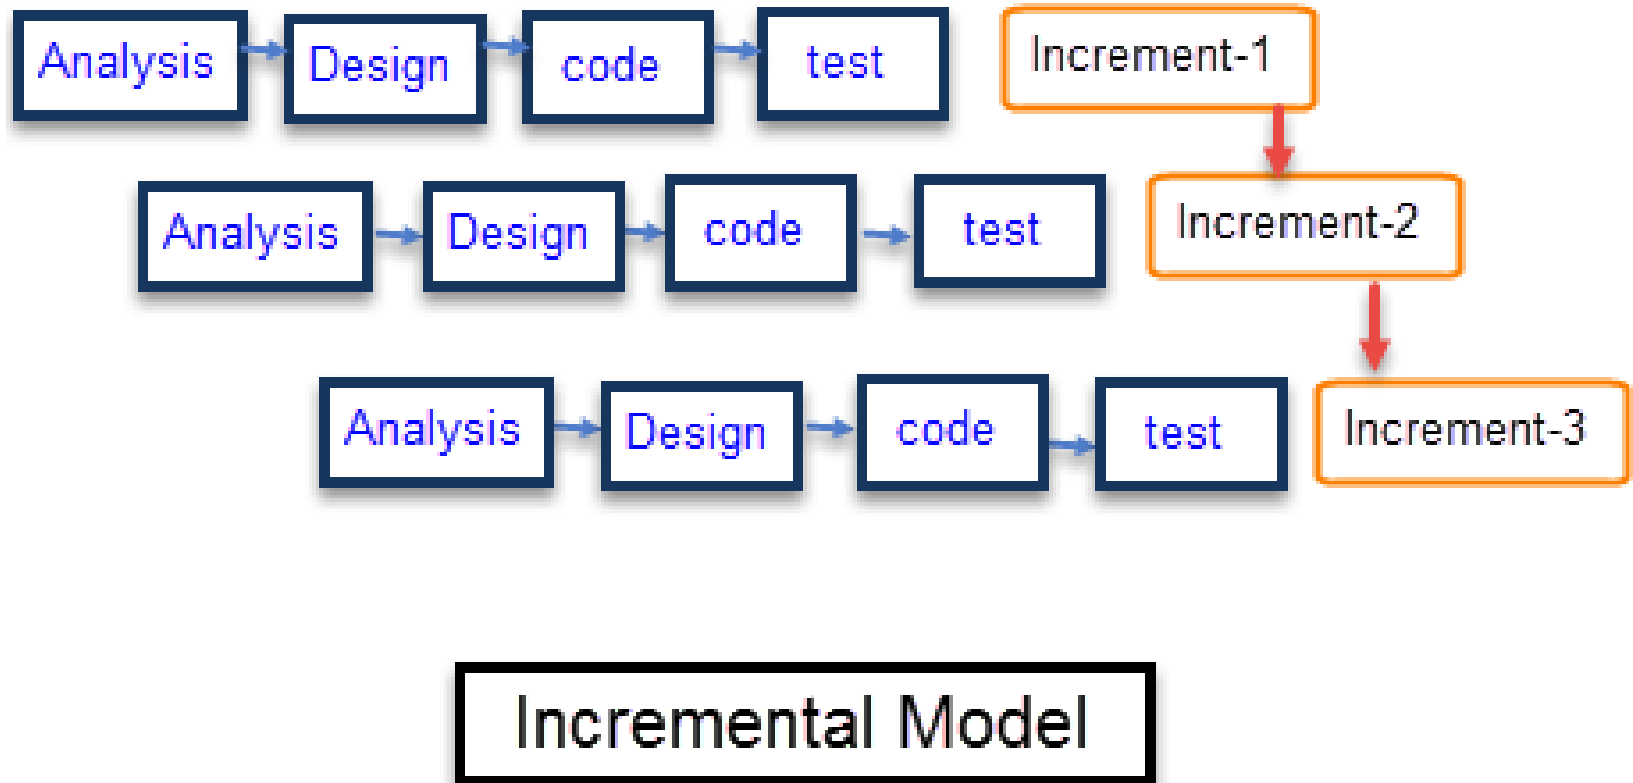 Analysis Design code test Increment-1
Analysis Design code test Increment-2
Analysis Design code test Increment-3
Incremental Model